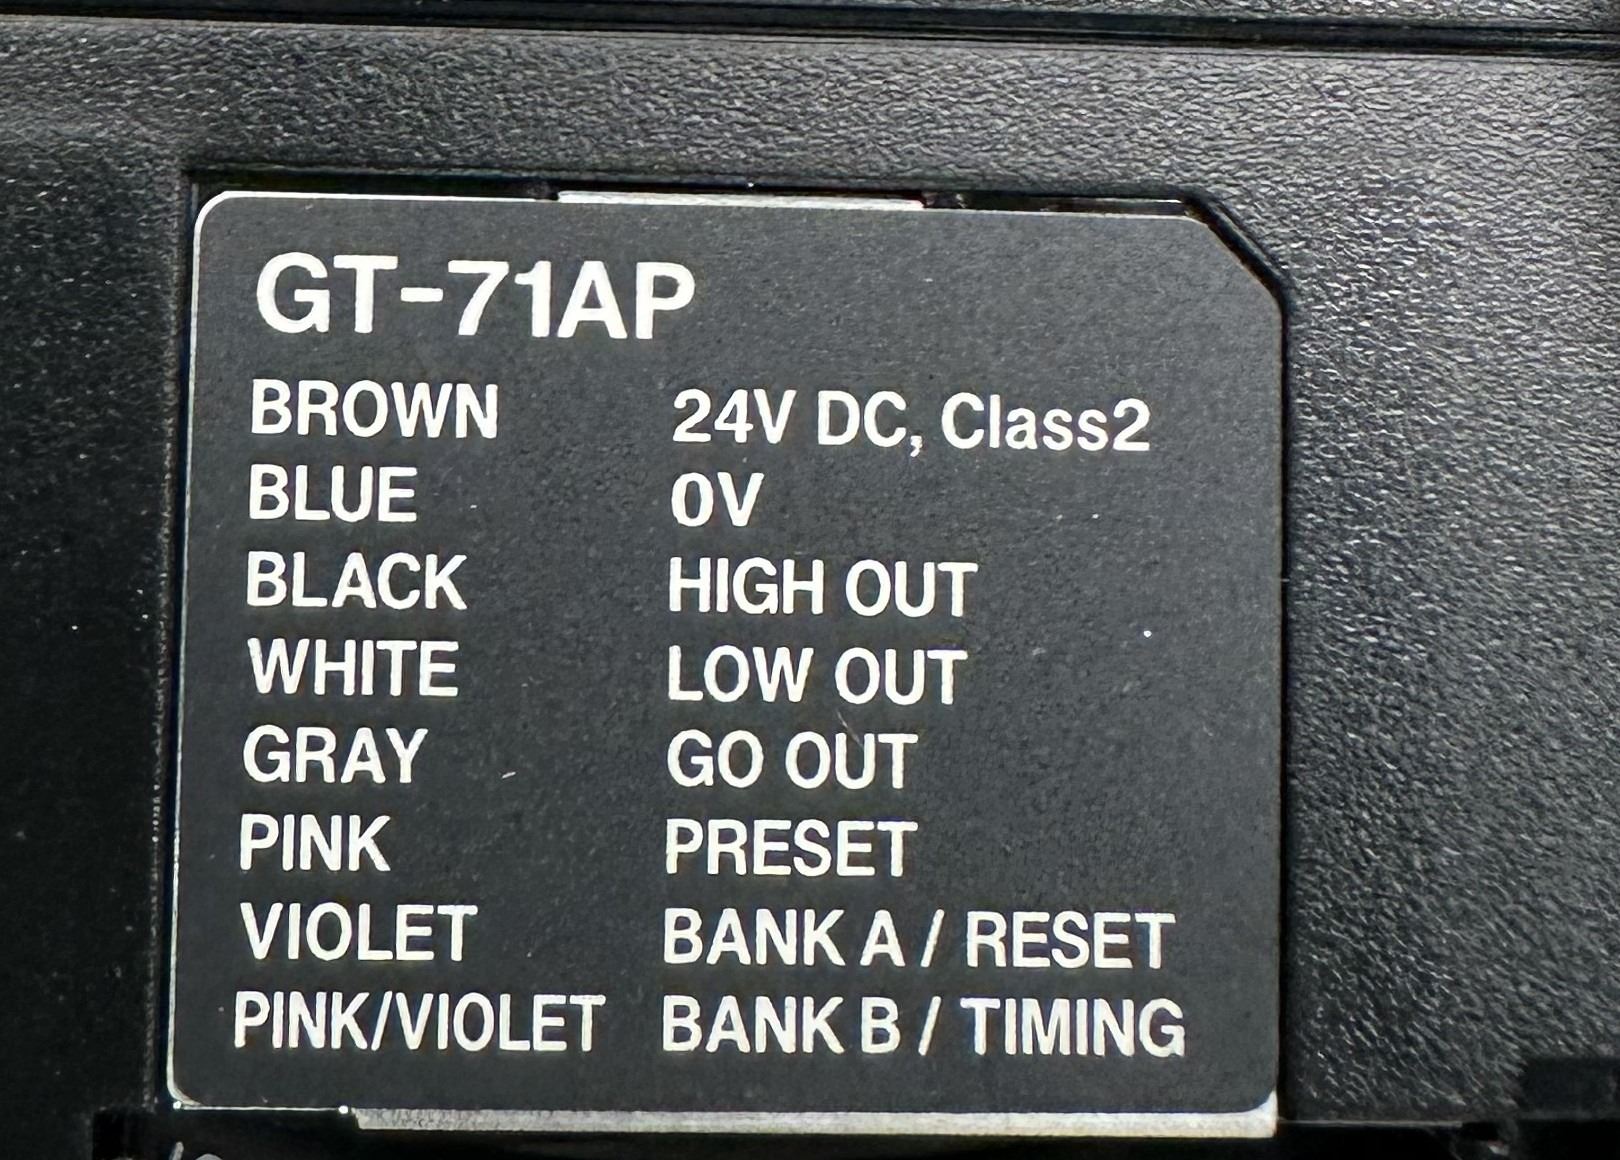 GT-71AP
BROWN 24V DC, Class2
BLUE 0V
BLACK HIGH OUT
WHITE LOW OUT
GRAY GO OUT
PINK PRESET
VIOLET BANK A / RESET
PINK/VIOLET BANK B / TIMING